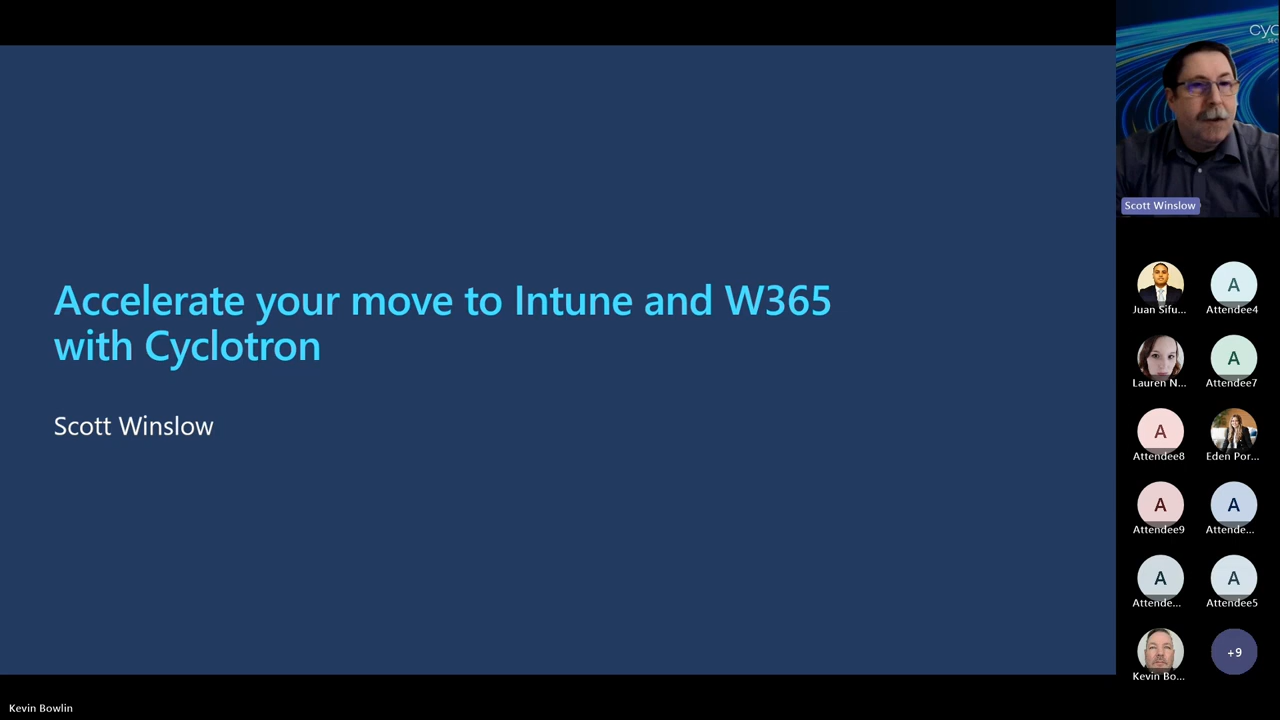 Accelerate your move to Intune and W365
with Cyclotron
Scott Winslow
cyc
Scott Winslow
Juan Sifu...
A
Attendee4
Lauren N...
A
Attendee7
A
Attendee8
Eden Por...
A
Attendee9
A
Attende...
A
Attende...
A
Attendee5
Kevin Bo...
+9
Kevin Bowlin